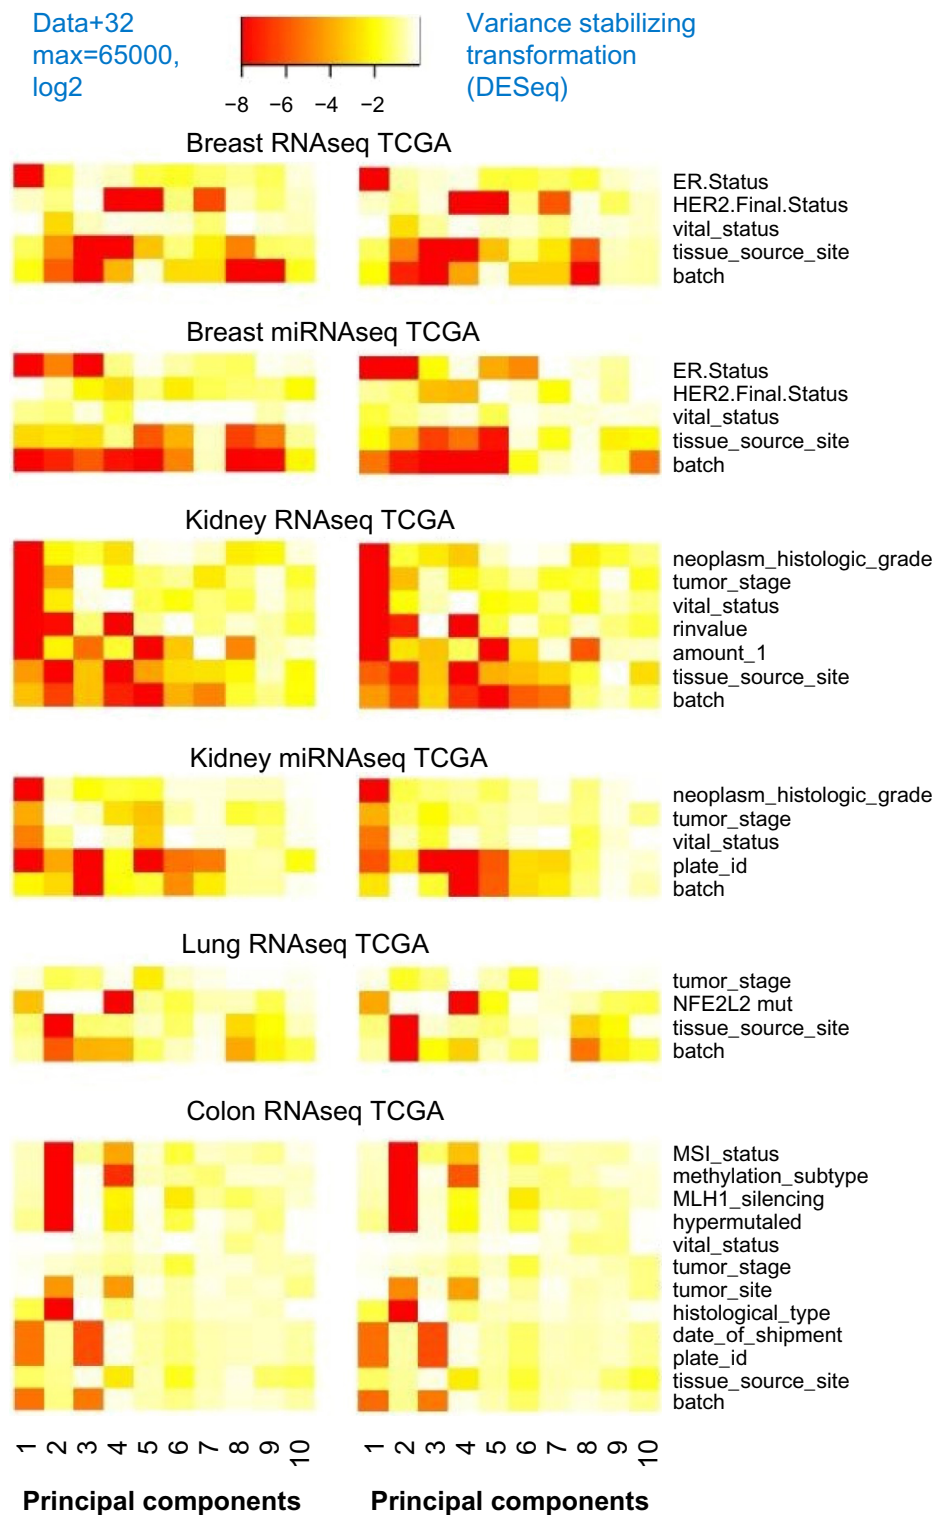 Data+32
max=65000,
log2
−8 −6 −4 −2
Variance stabilizing
transformation
(DESeq)
Breast RNAseq TCGA
ER.Status
HER2.Final.Status
vital_status
tissue_source_site
batch
Breast miRNAseq TCGA
ER.Status
HER2.Final.Status
vital_status
tissue_source_site
batch
Kidney RNAseq TCGA
neoplasm_histologic_grade
tumor_stage
vital_status
rinvalue
amount_1
tissue_source_site
batch
Kidney miRNAseq TCGA
neoplasm_histologic_grade
tumor_stage
vital_status
plate_id
batch
Lung RNAseq TCGA
tumor_stage
NFE2L2 mut
tissue_source_site
batch
Colon RNAseq TCGA
MSI_status
methylation_subtype
MLH1_silencing
hypermutaled
vital_status
tumor_stage
tumor_site
histological_type
date_of_shipment
plate_id
tissue_source_site
batch
1 2 3 4 5 6 7 8 9 10
1 2 3 4 5 6 7 8 9 10
Principal components
Principal components